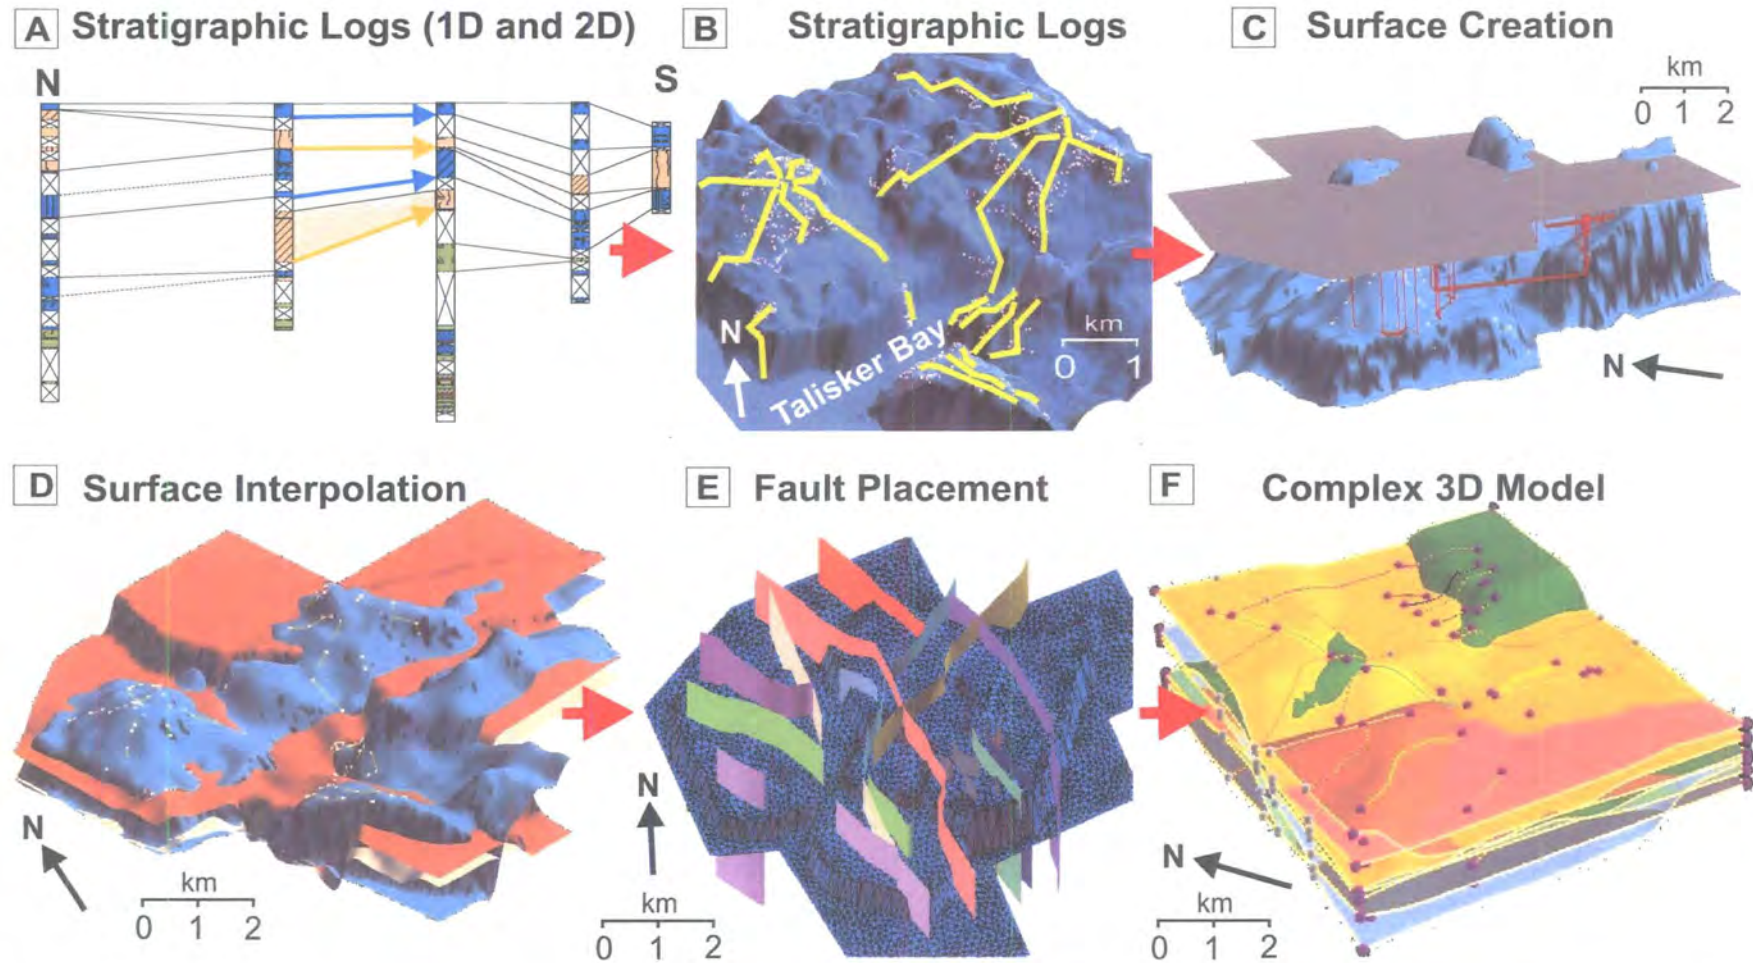 A Stratigraphic Logs (1D and 2D)
N
S
B Stratigraphic Logs
N
Talisker Bay
km
0 1
C Surface Creation
km
0 1 2
N
D Surface Interpolation
N
km
0 1 2
E Fault Placement
N
km
0 1 2
F Complex 3D Model
N
km
0 1 2